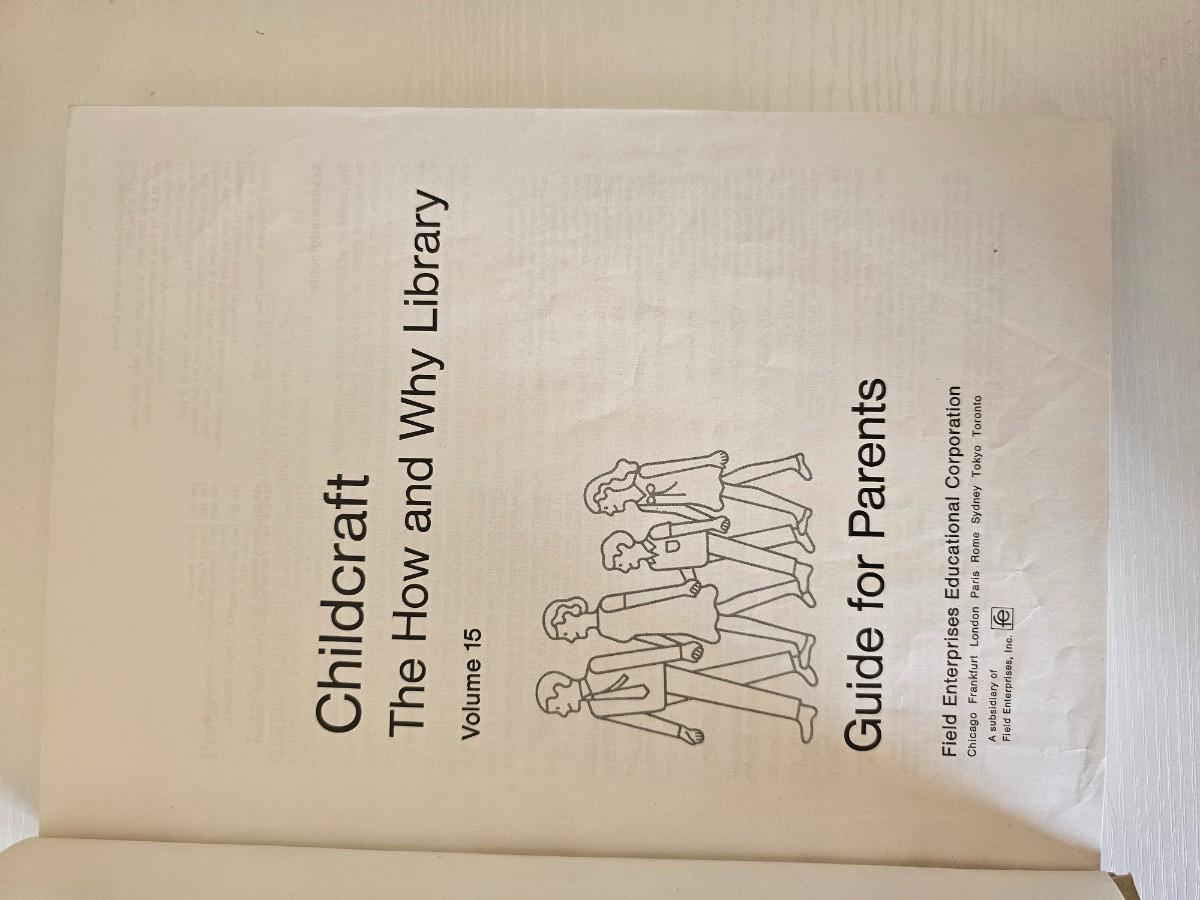 Childcraft
The How and Why Library
Volume 15
Guide for Parents
Field Enterprises Educational Corporation
Chicago Frankfurt London Paris Rome Sydney Tokyo Toronto
A subsidiary of
Field Enterprises, Inc. fe